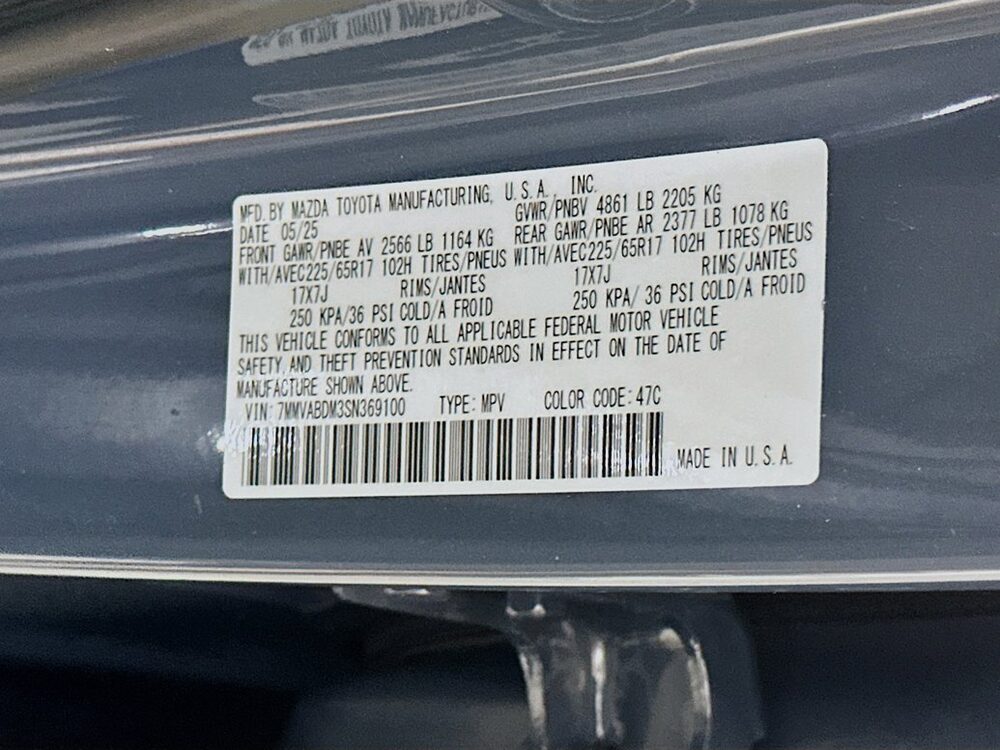 MFD. BY MAZDA TOYOTA MANUFACTURING, U.S.A., INC.
DATE 05/25 GVWR/PNBV 4861 LB 2205 KG
FRONT GAWR/PNBE AV 2566 LB 1164 KG REAR GAWR/PNBE AR 2377 LB 1078 KG
WITH/AVEC225/65R17 102H TIRES/PNEUS WITH/AVEC225/65R17 102H TIRES/PNEUS
17X7J RIMS/JANTES 17X7J RIMS/JANTES
250 KPA/36 PSI COLD/A FROID 250 KPA/ 36 PSI COLD/A FROID
THIS VEHICLE CONFORMS TO ALL APPLICABLE FEDERAL MOTOR VEHICLE
SAFETY, AND THEFT PREVENTION STANDARDS IN EFFECT ON THE DATE OF
MANUFACTURE SHOWN ABOVE.
VIN: 7MMVABDM3SN369100 TYPE: MPV COLOR CODE: 47C
MADE IN U.S.A.